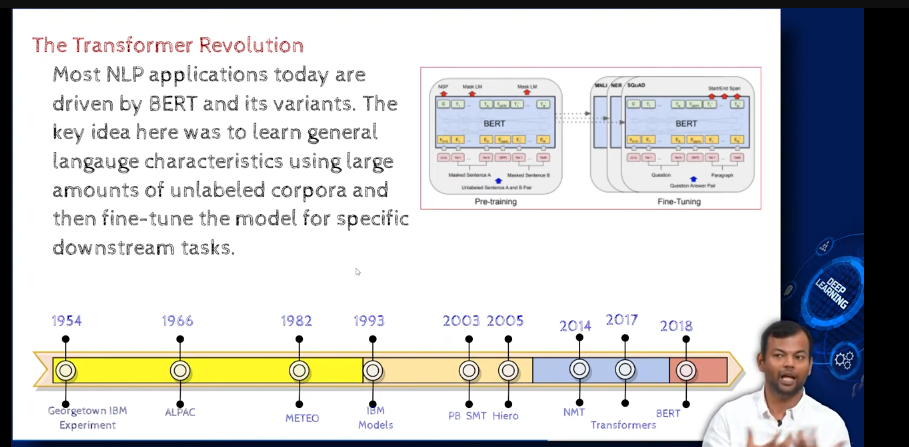 The Transformer Revolution
Most NLP applications today are
driven by BERT and its variants. The
key idea here was to learn general
langauge characteristics using large
amounts of unlabeled corpora and
then fine-tune the model for specific
downstream tasks.
NSP Mask LM Mask LM
BERT
Masked Sentence A Masked Sentence B
Unlabeled Sentence A and B Pair
Pre-training
MNLI NER SQuAD Start/End Span
BERT
Question Paragraph
Question Answer Pair
Fine-Tuning
1954 1966 1982 1993 2003 2005 2014 2017 2018
Georgetown IBM
Experiment
ALPAC
METEO
IBM
Models
PB SMT Hiero
NMT
Transformers
BERT
DEEP
LEARNING